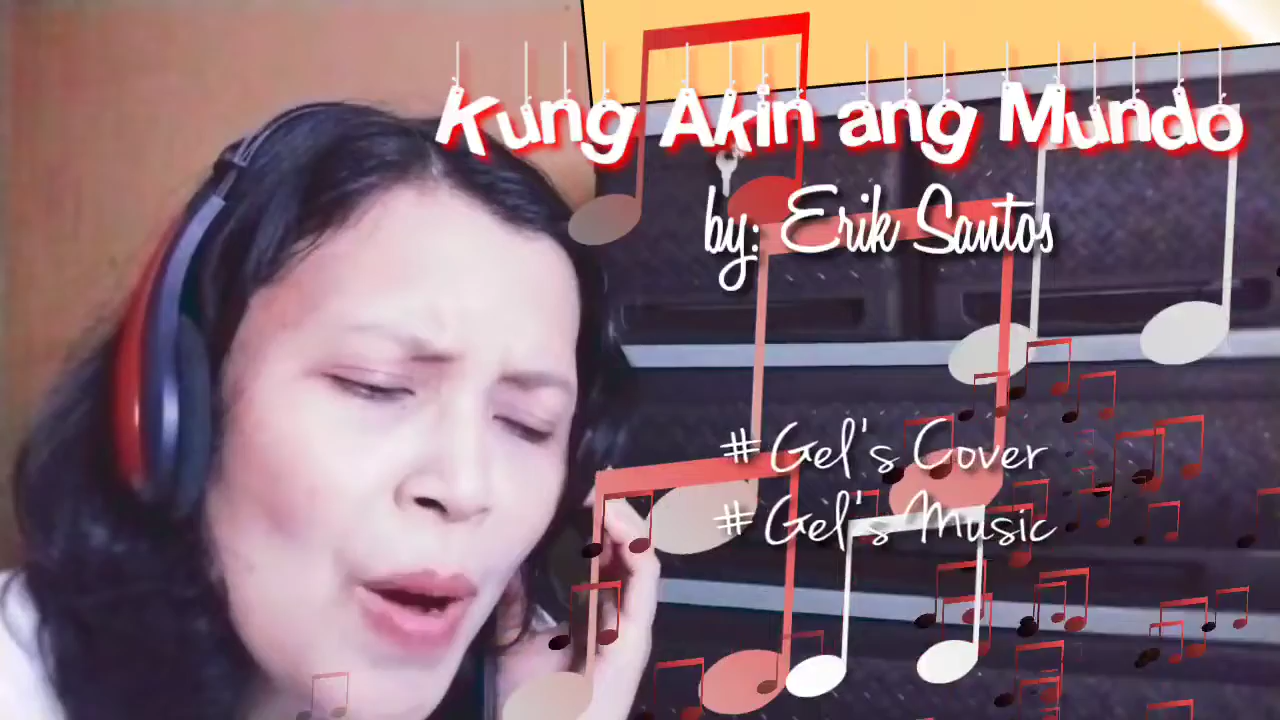 Kung Akin ang Mundo
by: Erik Santos
# Gel's Cover
# Gel's Music